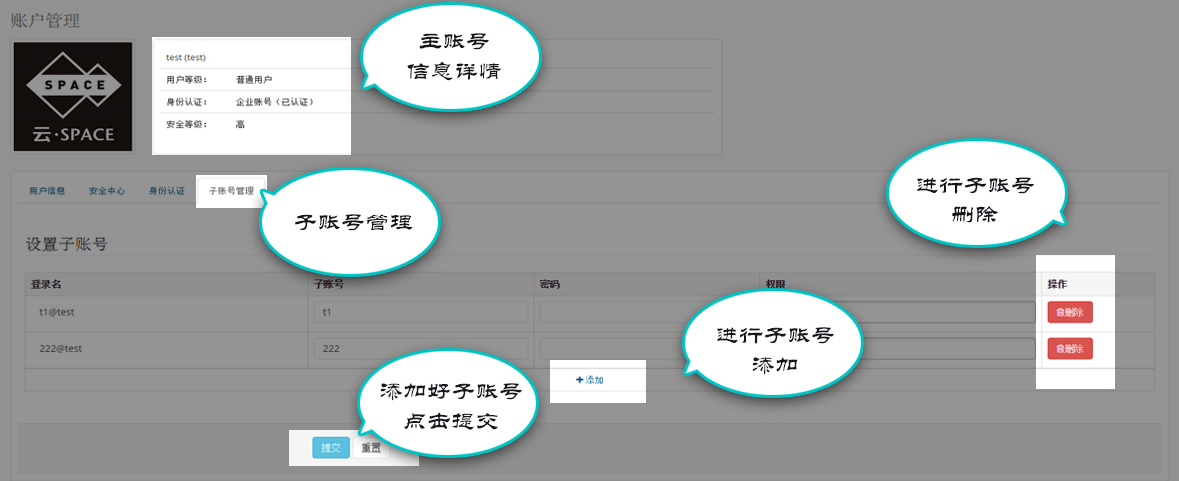 账户管理
SPACE
云·SPACE
test (test)
用户等级： 普通用户
身份认证： 企业账号（已认证）
安全等级： 高
主账号
信息详情
用户信息 安全中心 身份认证 子账号管理
子账号管理
进行子账号
删除
设置子账号
登录名 子账号 密码 权限 操作
t1@test t1 删除
222@test 222 删除
进行子账号
添加
添加
添加好子账号
点击提交
提交 重置